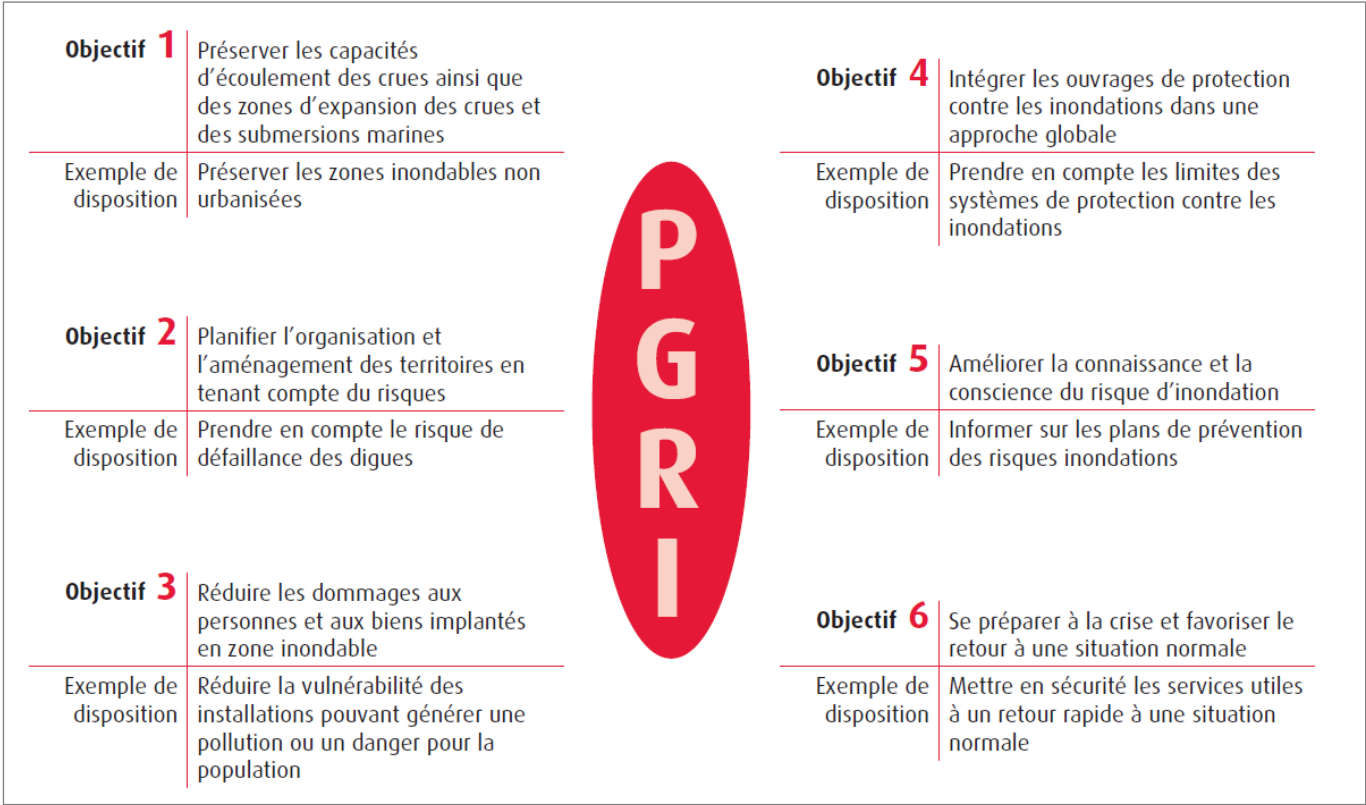 Objectif 1
Préserver les capacités
d’écoulement des crues ainsi que
des zones d’expansion des crues et
des submersions marines
Exemple de
disposition
Préserver les zones inondables non
urbanisées
Objectif 2
Planifier l’organisation et
l’aménagement des territoires en
tenant compte du risques
Exemple de
disposition
Prendre en compte le risque de
défaillance des digues
Objectif 3
Réduire les dommages aux
personnes et aux biens implantés
en zone inondable
Exemple de
disposition
Réduire la vulnérabilité des
installations pouvant générer une
pollution ou un danger pour la
population
P
G
R
I
Objectif 4
Intégrer les ouvrages de protection
contre les inondations dans une
approche globale
Exemple de
disposition
Prendre en compte les limites des
systèmes de protection contre les
inondations
Objectif 5
Améliorer la connaissance et la
conscience du risque d’inondation
Exemple de
disposition
Informer sur les plans de prévention
des risques inondations
Objectif 6
Se préparer à la crise et favoriser le
retour à une situation normale
Exemple de
disposition
Mettre en sécurité les services utiles
à un retour rapide à une situation
normale